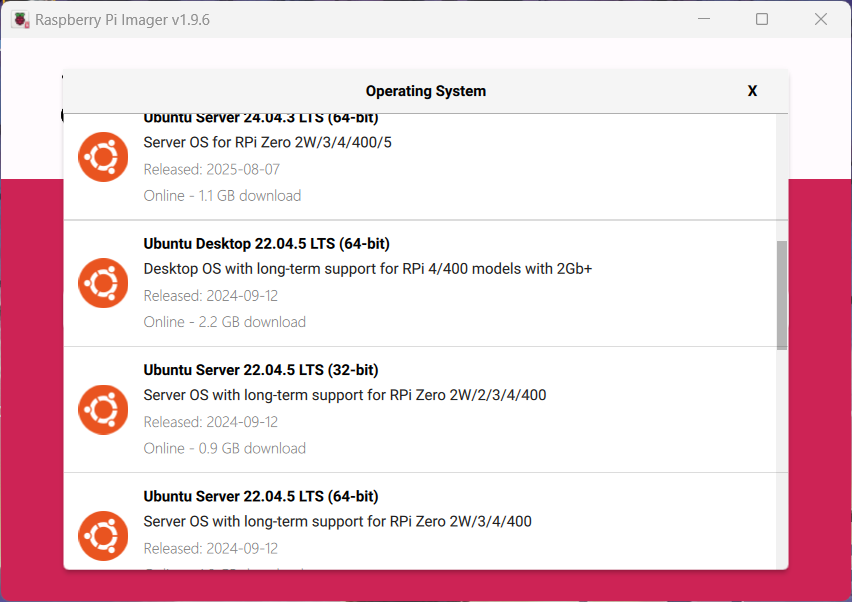 Raspberry Pi Imager v1.9.6
Operating System
X
Ubuntu Server 24.04.3 LTS (64-bit)
Server OS for RPi Zero 2W/3/4/400/5
Released: 2025-08-07
Online - 1.1 GB download
Ubuntu Desktop 22.04.5 LTS (64-bit)
Desktop OS with long-term support for RPi 4/400 models with 2Gb+
Released: 2024-09-12
Online - 2.2 GB download
Ubuntu Server 22.04.5 LTS (32-bit)
Server OS with long-term support for RPi Zero 2W/2/3/4/400
Released: 2024-09-12
Online - 0.9 GB download
Ubuntu Server 22.04.5 LTS (64-bit)
Server OS with long-term support for RPi Zero 2W/3/4/400
Released: 2024-09-12